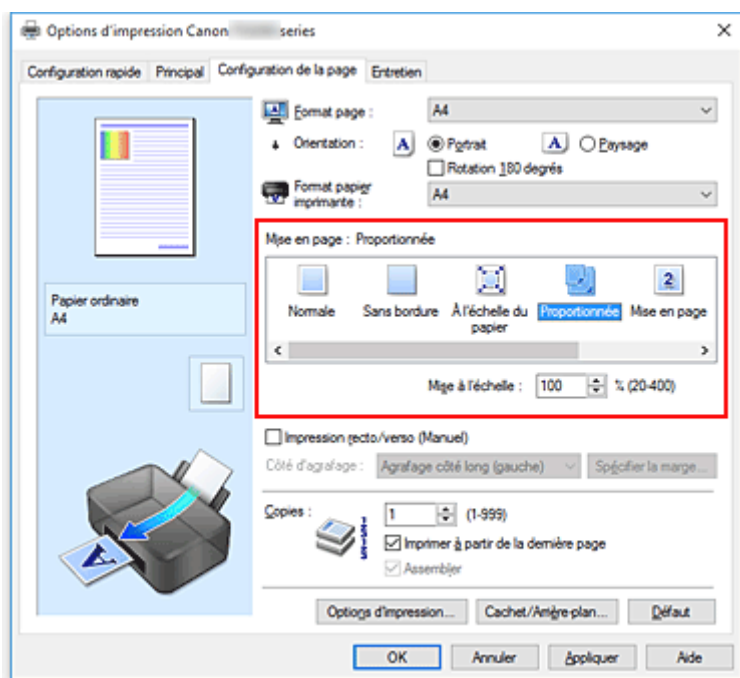 Options d'impression Canon series
Configuration rapide Principal Configuration de la page Entretien
Format page : A4
Orientation : A Portrait A Paysage
Rotation 180 degrés
Format papier imprimante : A4
Mise en page : Proportionnée
Normale Sans bordure À l'échelle du papier Proportionnée 2 Mise en page
Mise à l'échelle : 100 % (20-400)
Papier ordinaire
A4
Impression recto/verso (Manuel)
Côté d'agrafage : Agrafage côté long (gauche) Spécifier la marge...
Copies : 1 (1-999)
Imprimer à partir de la dernière page
Assembler
A
Options d'impression... Cachet/Arrière-plan... Défaut
OK Annuler Appliquer Aide